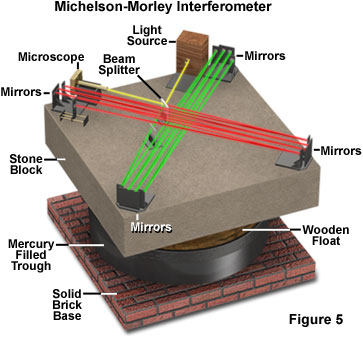 Michelson-Morley Interferometer
Light
Source
Microscope
Beam
Splitter
Mirrors
Mirrors
Mirrors
Stone
Block
Mirrors
Mercury
Filled
Trough
Wooden
Float
Solid
Brick
Base
Figure 5